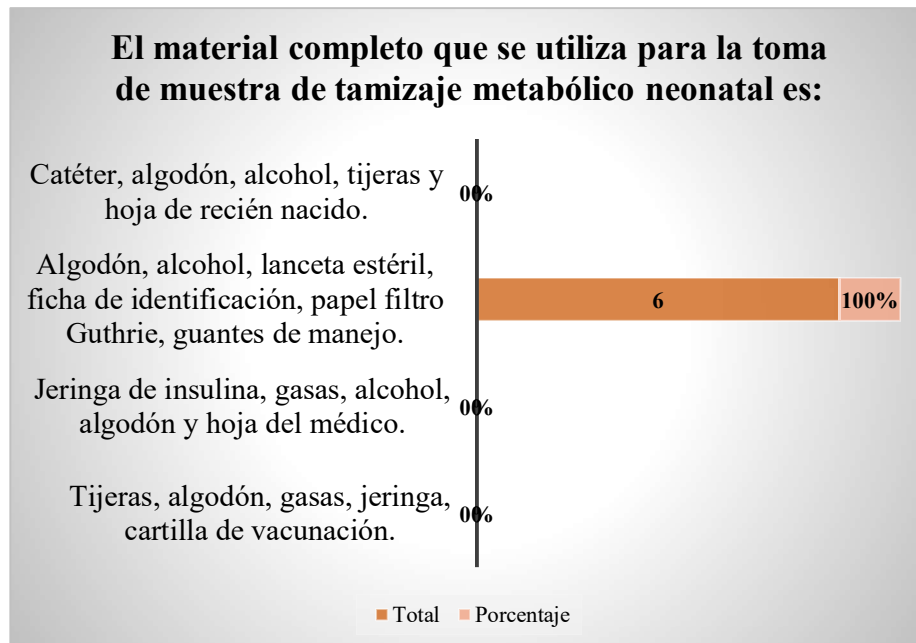 El material completo que se utiliza para la toma
de muestra de tamizaje metabólico neonatal es:
Catéter, algodón, alcohol, tijeras y
hoja de recién nacido.
0
0%
Algodón, alcohol, lanceta estéril,
ficha de identificación, papel filtro
Guthrie, guantes de manejo.
6
100%
Jeringa de insulina, gasas, alcohol,
algodón y hoja del médico.
0
0%
Tijeras, algodón, gasas, jeringa,
cartilla de vacunación.
0
0%
Total
Porcentaje